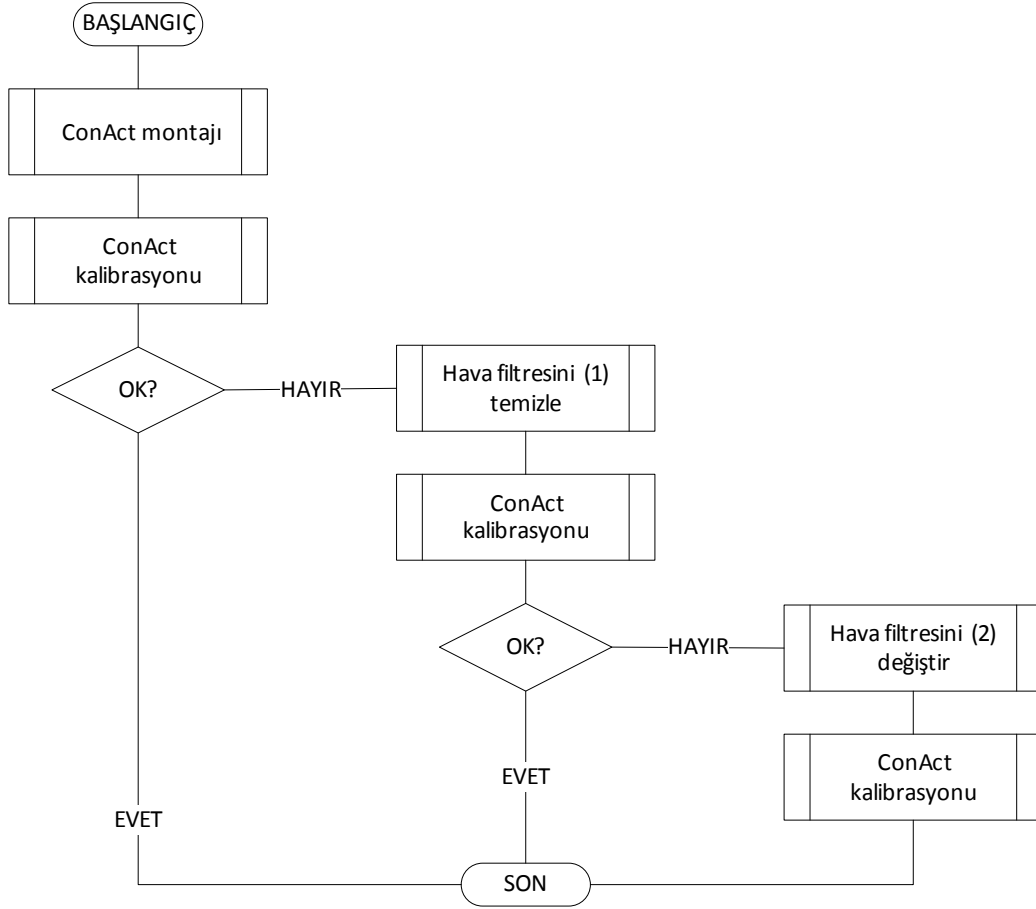 BAŞLANGIÇ
ConAct montajı
ConAct
kalibrasyonu
OK?
HAYIR
Hava filtresini (1)
temizle
ConAct
kalibrasyonu
OK?
HAYIR
Hava filtresini (2)
değiştir
ConAct
kalibrasyonu
EVET
EVET
SON